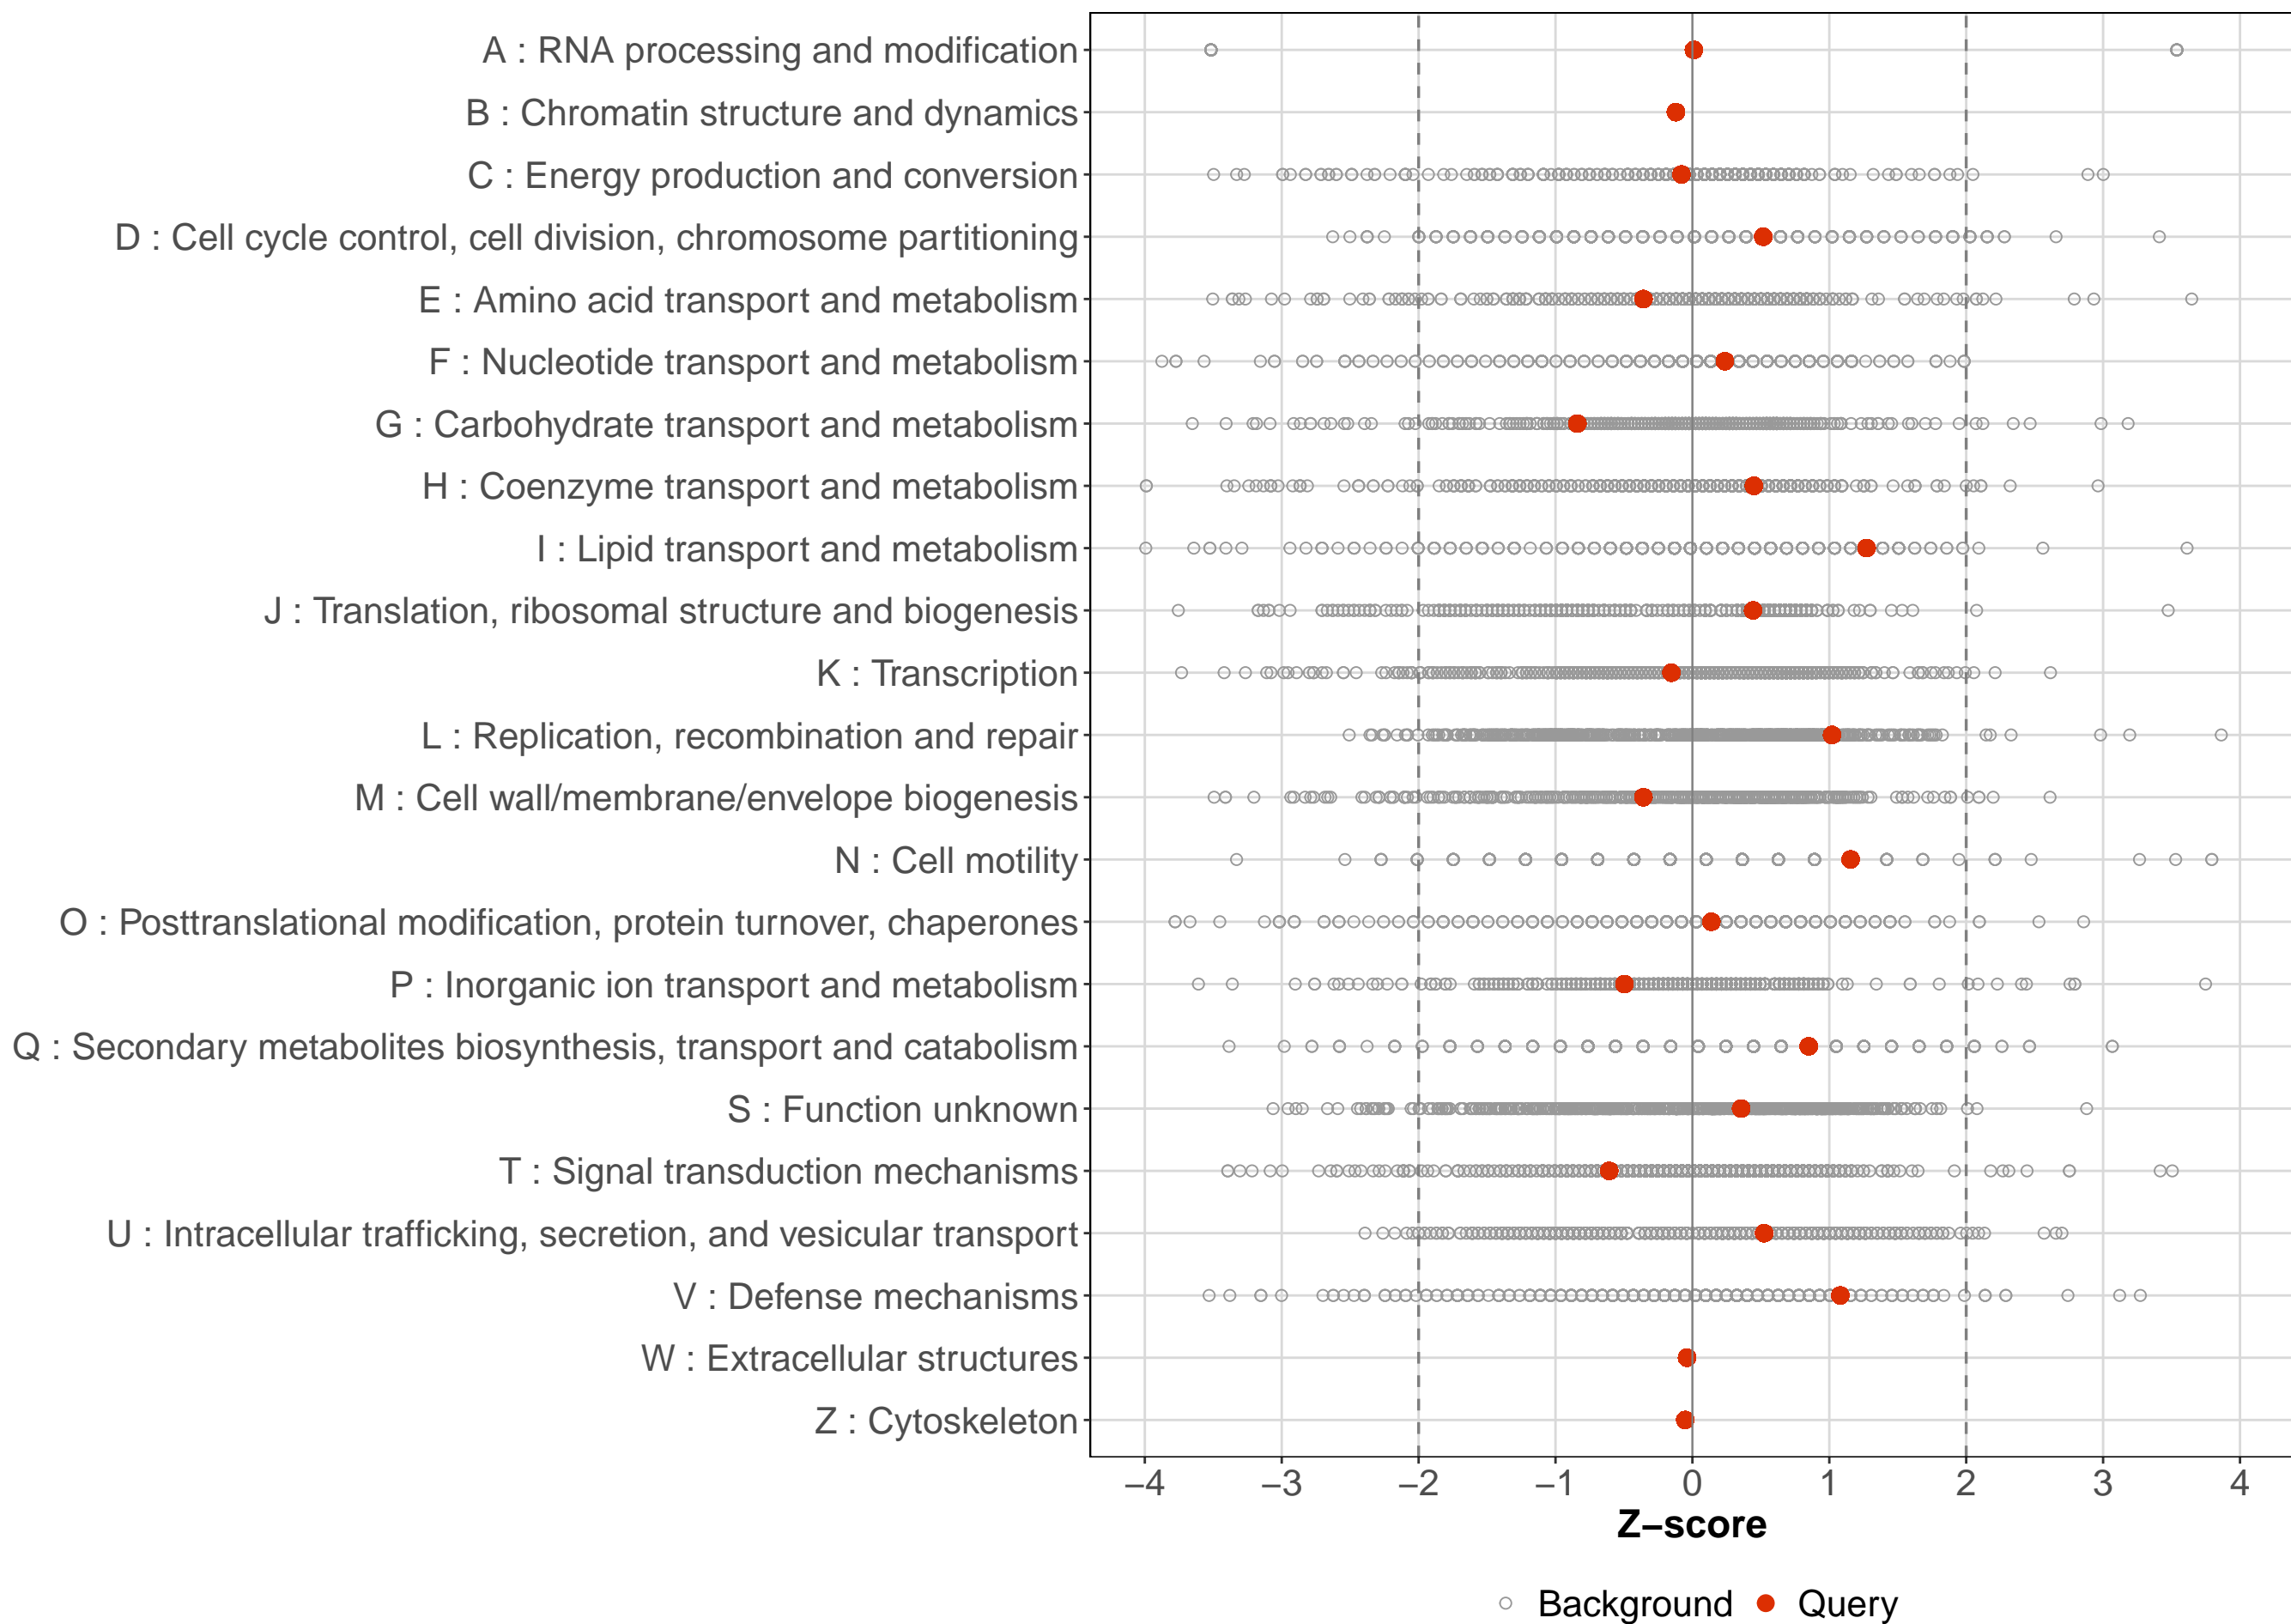 A : RNA processing and modification
B : Chromatin structure and dynamics
C : Energy production and conversion
D : Cell cycle control, cell division, chromosome partitioning
E : Amino acid transport and metabolism
F : Nucleotide transport and metabolism
G : Carbohydrate transport and metabolism
H : Coenzyme transport and metabolism
I : Lipid transport and metabolism
J : Translation, ribosomal structure and biogenesis
K : Transcription
L : Replication, recombination and repair
M : Cell wall/membrane/envelope biogenesis
N : Cell motility
O : Posttranslational modification, protein turnover, chaperones
P : Inorganic ion transport and metabolism
Q : Secondary metabolites biosynthesis, transport and catabolism
S : Function unknown
T : Signal transduction mechanisms
U : Intracellular trafficking, secretion, and vesicular transport
V : Defense mechanisms
W : Extracellular structures
Z : Cytoskeleton
−4 −3 −2 −1 0 1 2 3 4
Z−score
Background Query